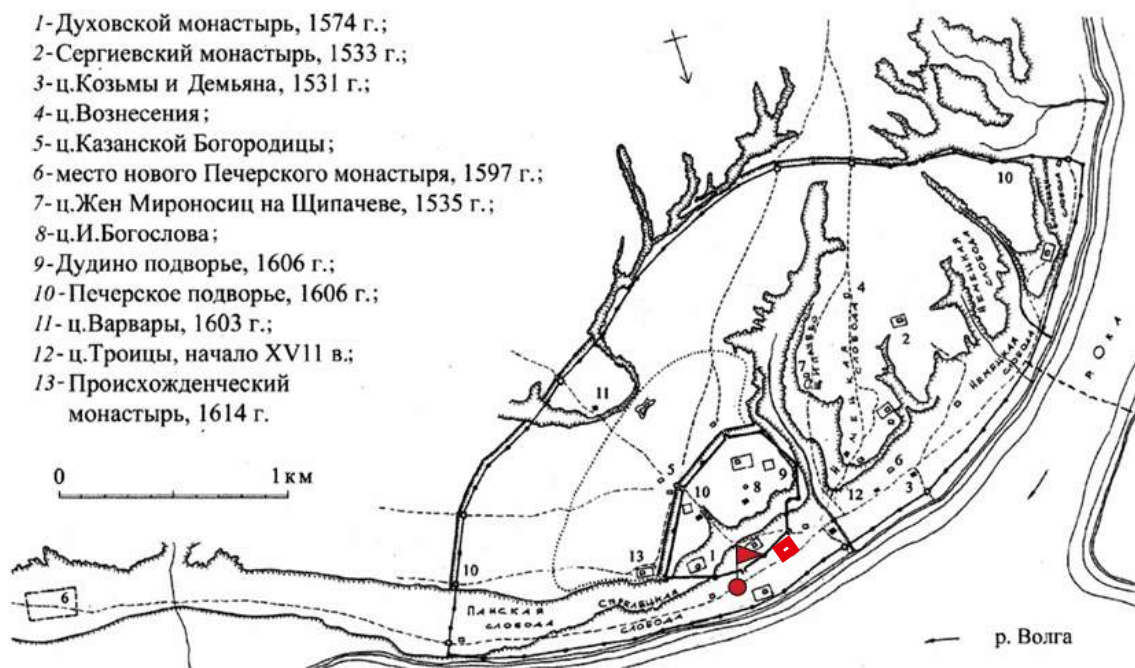 1-Духовской монастырь, 1574 г.;
2-Сергиевский монастырь, 1533 г.;
3-ц.Козьмы и Демьяна, 1531 г.;
4-ц.Вознесения;
5-ц.Казанской Богородицы;
6-место нового Печерского монастыря, 1597 г.;
7-ц.Жен Мироносиц на Щипачеве, 1535 г.;
8-ц.И.Богослова;
9-Дудино подворье, 1606 г.;
10-Печерское подворье, 1606 г.;
11- ц.Варвары, 1603 г.;
12-ц.Троицы, начало XV11 в.;
13-Происхожденческий
монастырь, 1614 г.
0 1 км
10
СЛОБОДА
НЕМЕЦКАЯ
СЛОБОДА
4
2
7
ЩИПАЧЕВО
СЛОБОДА
НЕМЕЦКАЯ
СЛОБОДА
р. ОКА
11
5
10
8
9
6
12
3
13
1
10
6
ПАНСКАЯ
СЛОБОДА
СТРЕЛЕЦКАЯ
СЛОБОДА
р. Волга